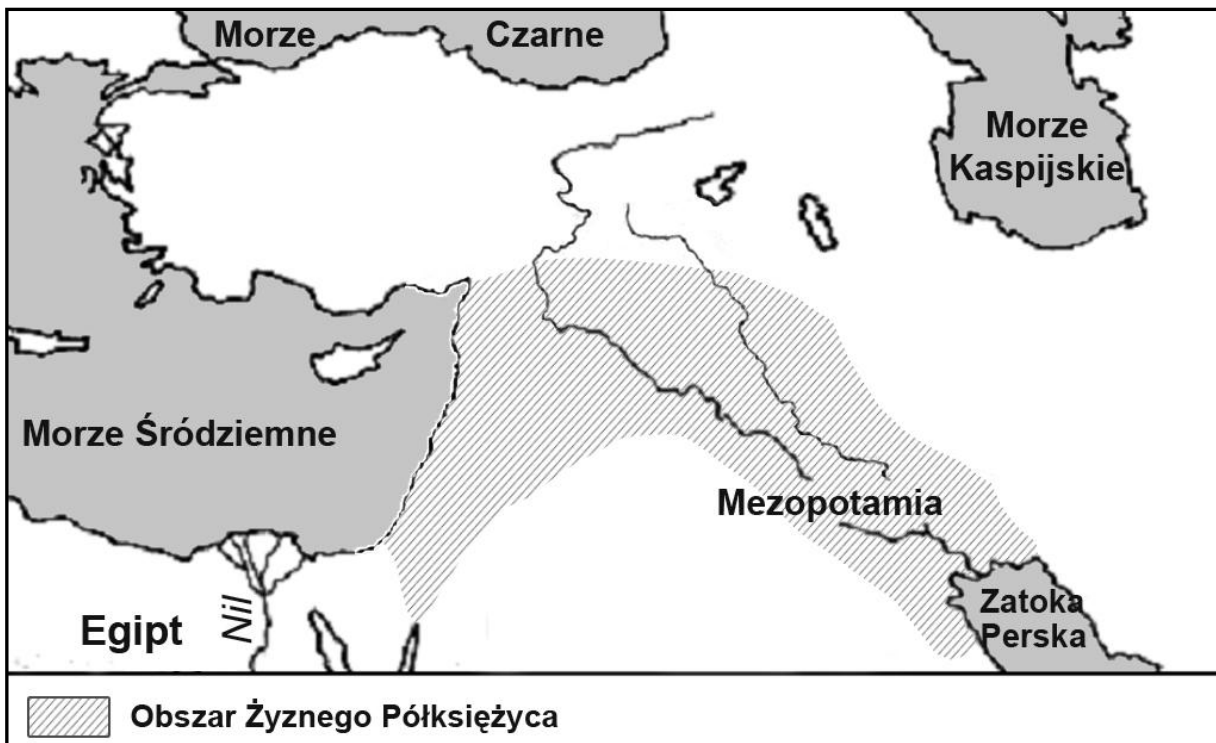 Morze Czarne
Morze
Kaspijskie
Morze Śródziemne
Mezopotamia
Egipt
Nil
Zatoka
Perska
Obszar Żyznego Półksiężyca